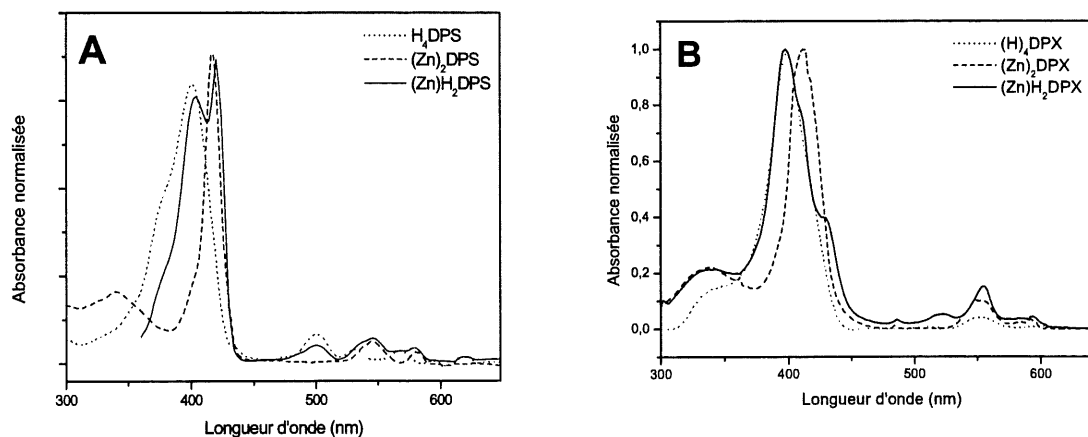 A
H₄DPS
(Zn)₂DPS
(Zn)H₂DPS
Absorbance normalisée
300
400
500
600
Longueur d'onde (nm)
B
(H)₄DPX
(Zn)₂DPX
(Zn)H₂DPX
Absorbance normalisée
1,0
0,8
0,6
0,4
0,2
0,0
300
400
500
600
Longueur d'onde (nm)